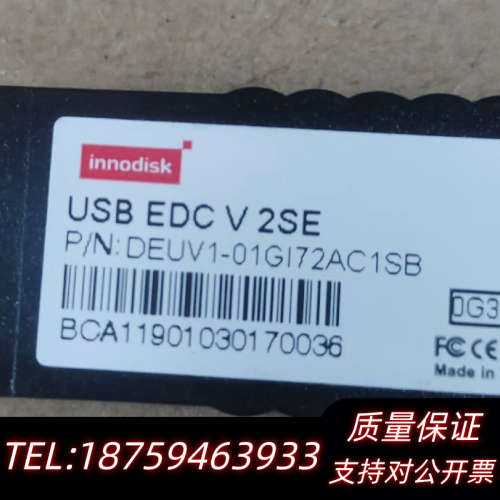 innodisk
USB EDC V 2SE
P/N: DEUV1-01GI72AC1SB
BCA11901030170036
0G3
FC CE
Made in
TEL:18759463933
质量保证
支持对公开票